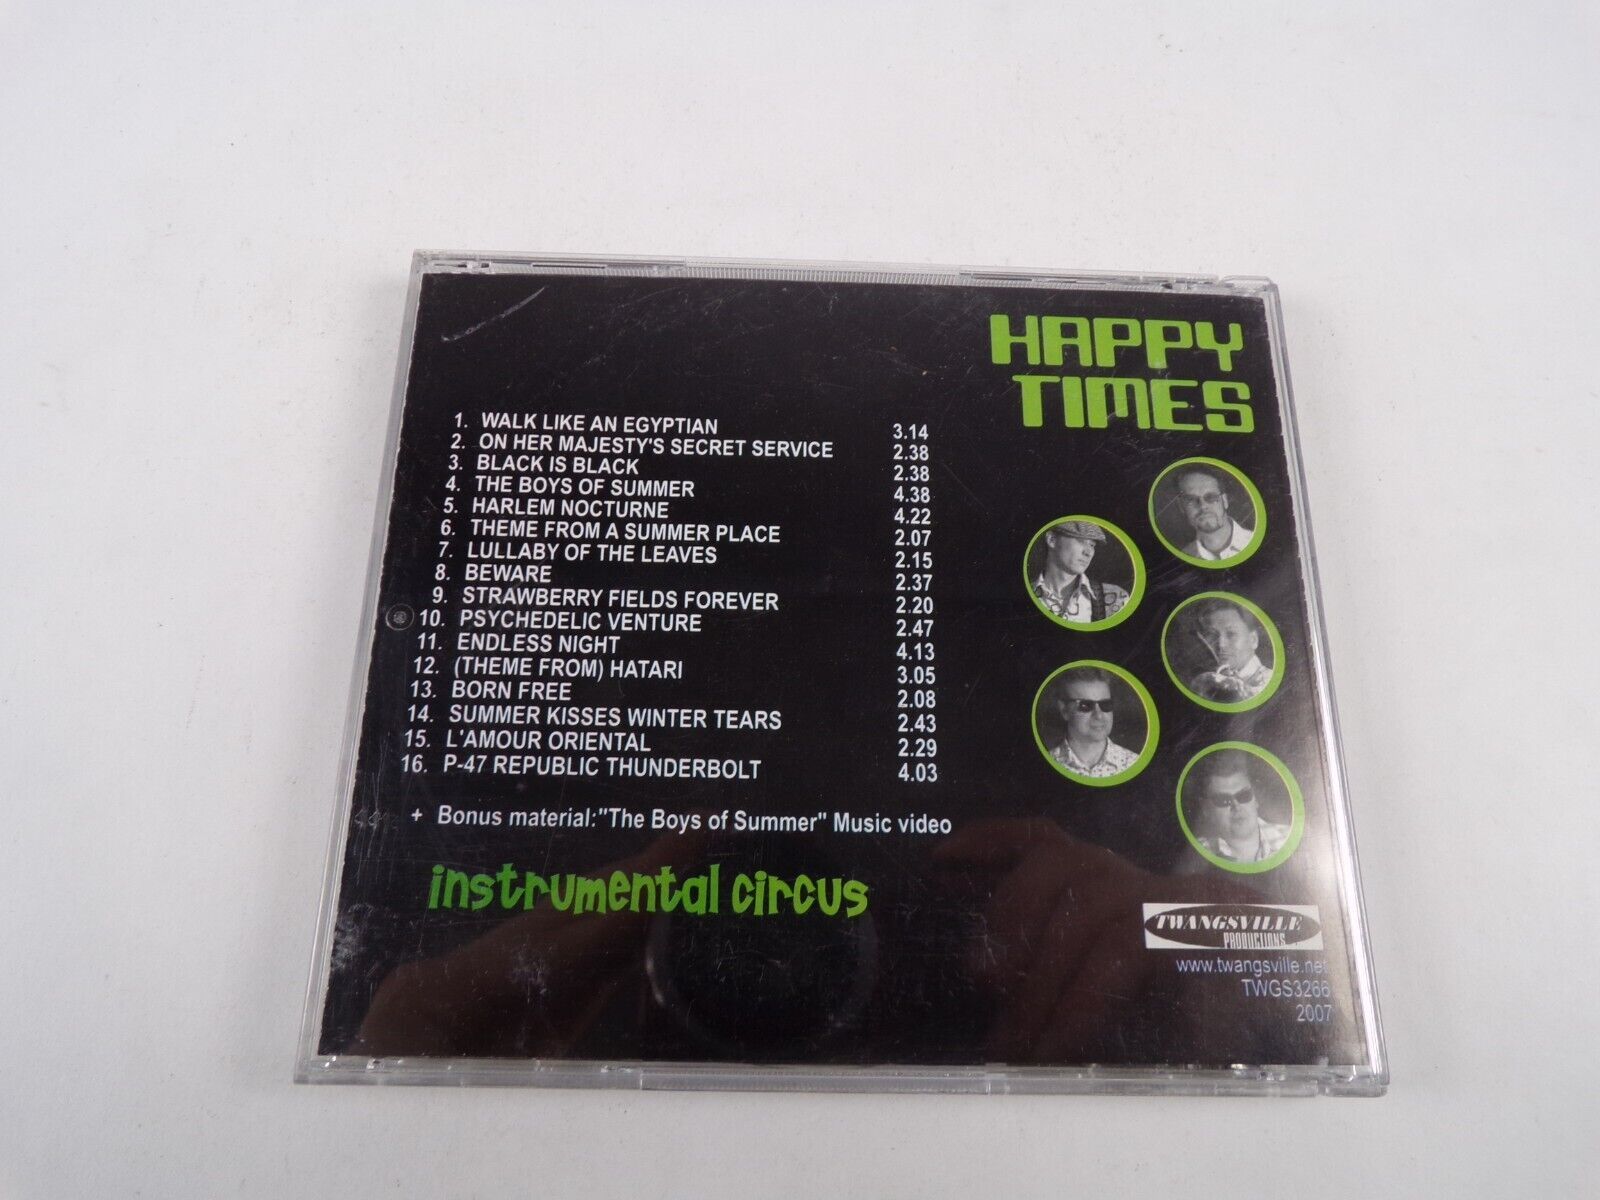 HAPPY
TIMES
1. WALK LIKE AN EGYPTIAN 3.14
2. ON HER MAJESTY'S SECRET SERVICE 2.38
3. BLACK IS BLACK 2.38
4. THE BOYS OF SUMMER 4.38
5. HARLEM NOCTURNE 4.22
6. THEME FROM A SUMMER PLACE 2.07
7. LULLABY OF THE LEAVES 2.15
8. BEWARE 2.37
9. STRAWBERRY FIELDS FOREVER 2.20
10. PSYCHEDELIC VENTURE 2.47
11. ENDLESS NIGHT 4.13
12. (THEME FROM) HATARI 3.05
13. BORN FREE 2.08
14. SUMMER KISSES WINTER TEARS 2.43
15. L'AMOUR ORIENTAL 2.29
16. P-47 REPUBLIC THUNDERBOLT 4.03
+ Bonus material:"The Boys of Summer" Music video
instrumental circus
TWANGSVILLE
PRODUCTIONS
www.twangsville.net
TWGS3266
2007